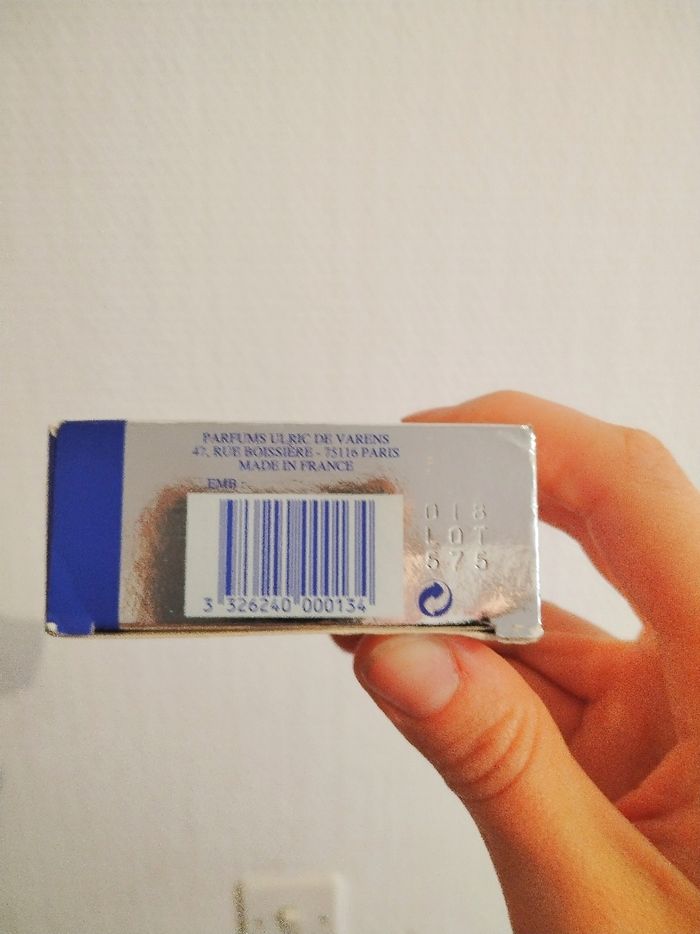 PARFUMS ULRIC DE VARENS
47, RUE BOISSIÈRE - 75116 PARIS
MADE IN FRANCE
EMB :
3 326240 000134
018
LOT
575